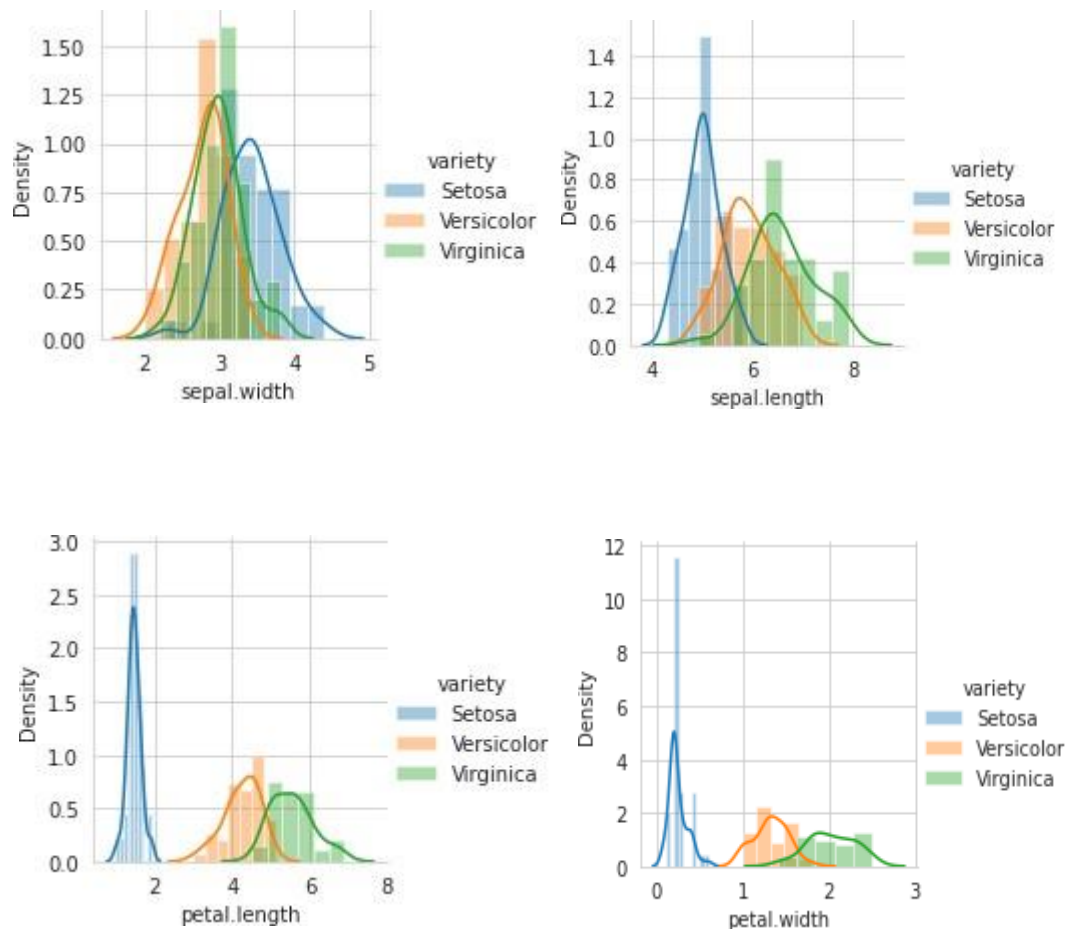 1.50
1.25
1.00
0.75
0.50
0.25
0.00
Density
2 3 4 5
sepal.width
variety
Setosa
Versicolor
Virginica
1.4
1.2
1.0
0.8
0.6
0.4
0.2
0.0
Density
4 6 8
sepal.length
variety
Setosa
Versicolor
Virginica
3.0
2.5
2.0
1.5
1.0
0.5
0.0
Density
2 4 6 8
petal.length
variety
Setosa
Versicolor
Virginica
12
10
8
6
4
2
0
Density
0 1 2 3
petal.width
variety
Setosa
Versicolor
Virginica